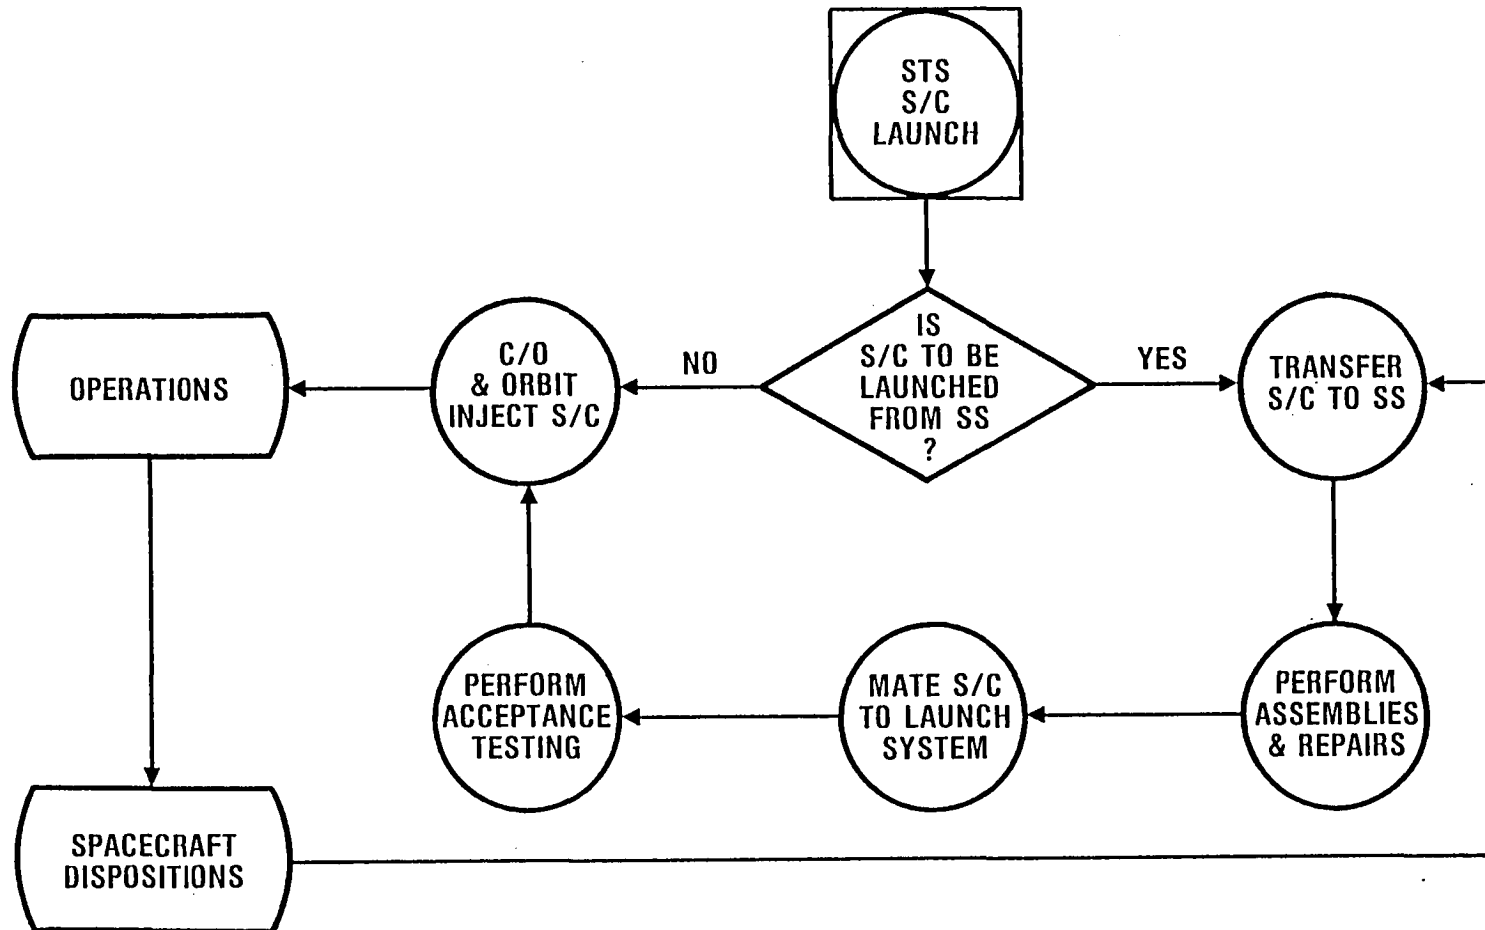 STS
S/C
LAUNCH
IS
S/C TO BE
LAUNCHED
FROM SS
?
NO
YES
C/O
& ORBIT
INJECT S/C
OPERATIONS
TRANSFER
S/C TO SS
PERFORM
ACCEPTANCE
TESTING
MATE S/C
TO LAUNCH
SYSTEM
PERFORM
ASSEMBLIES
& REPAIRS
SPACECRAFT
DISPOSITIONS